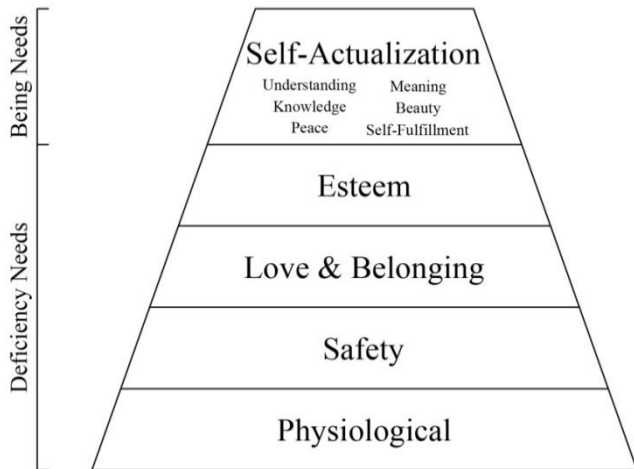 Being Needs
Self-Actualization
Understanding Meaning
Knowledge Beauty
Peace Self-Fulfillment
Deficiency Needs
Esteem
Love & Belonging
Safety
Physiological